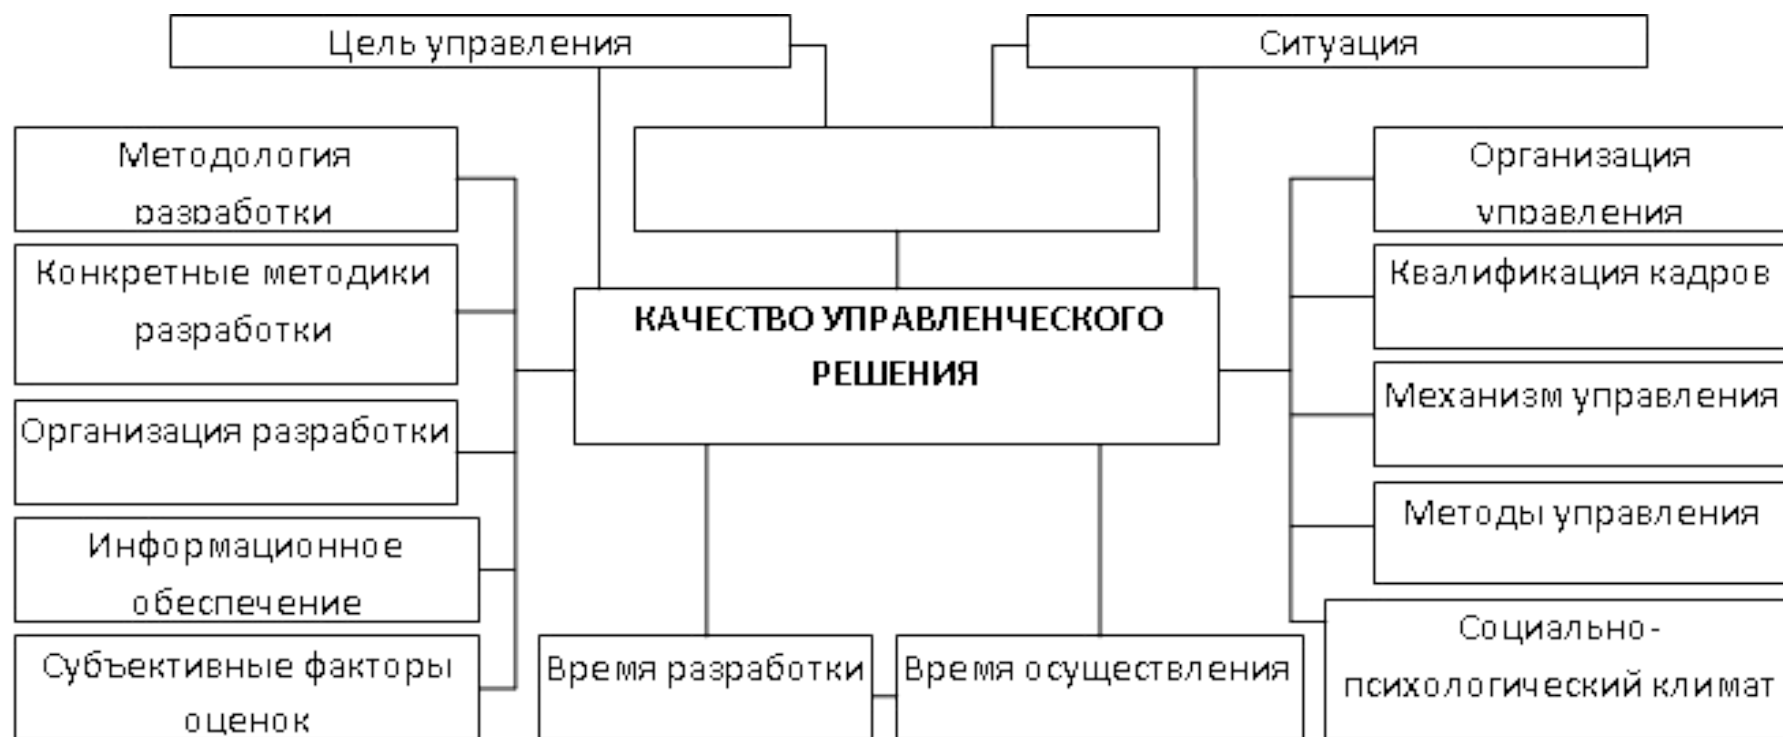 Цель управления
Ситуация
Методология
разработки
Конкретные методики
разработки
Организация разработки
Информационное
обеспечение
Субъективные факторы
оценок
КАЧЕСТВО УПРАВЛЕНЧЕСКОГО
РЕШЕНИЯ
Время разработки
Время осуществления
Организация
управления
Квалификация кадров
Механизм управления
Методы управления
Социально-
психологический климат